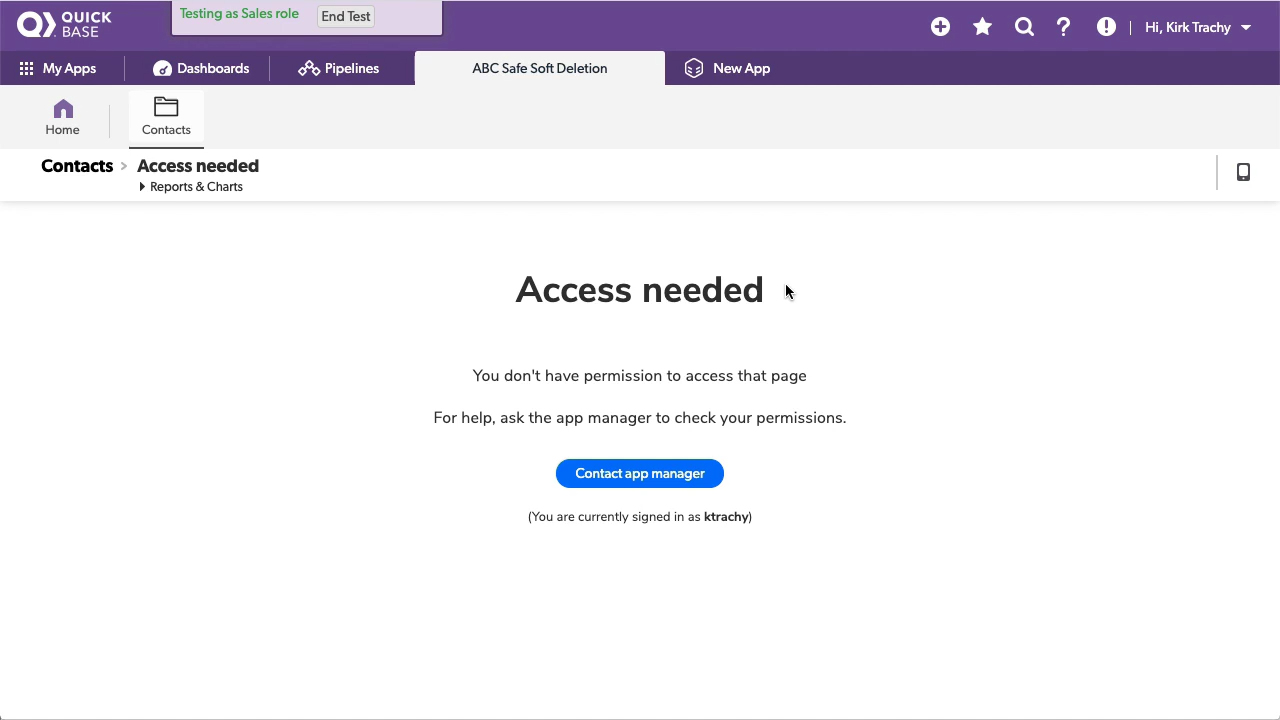 QUICK
BASE
Testing as Sales role
End Test
Hi, Kirk Trachy
My Apps
Dashboards
Pipelines
ABC Safe Soft Deletion
New App
Home
Contacts
Contacts > Access needed
Reports & Charts
Access needed
You don't have permission to access that page
For help, ask the app manager to check your permissions.
Contact app manager
(You are currently signed in as ktrachy)